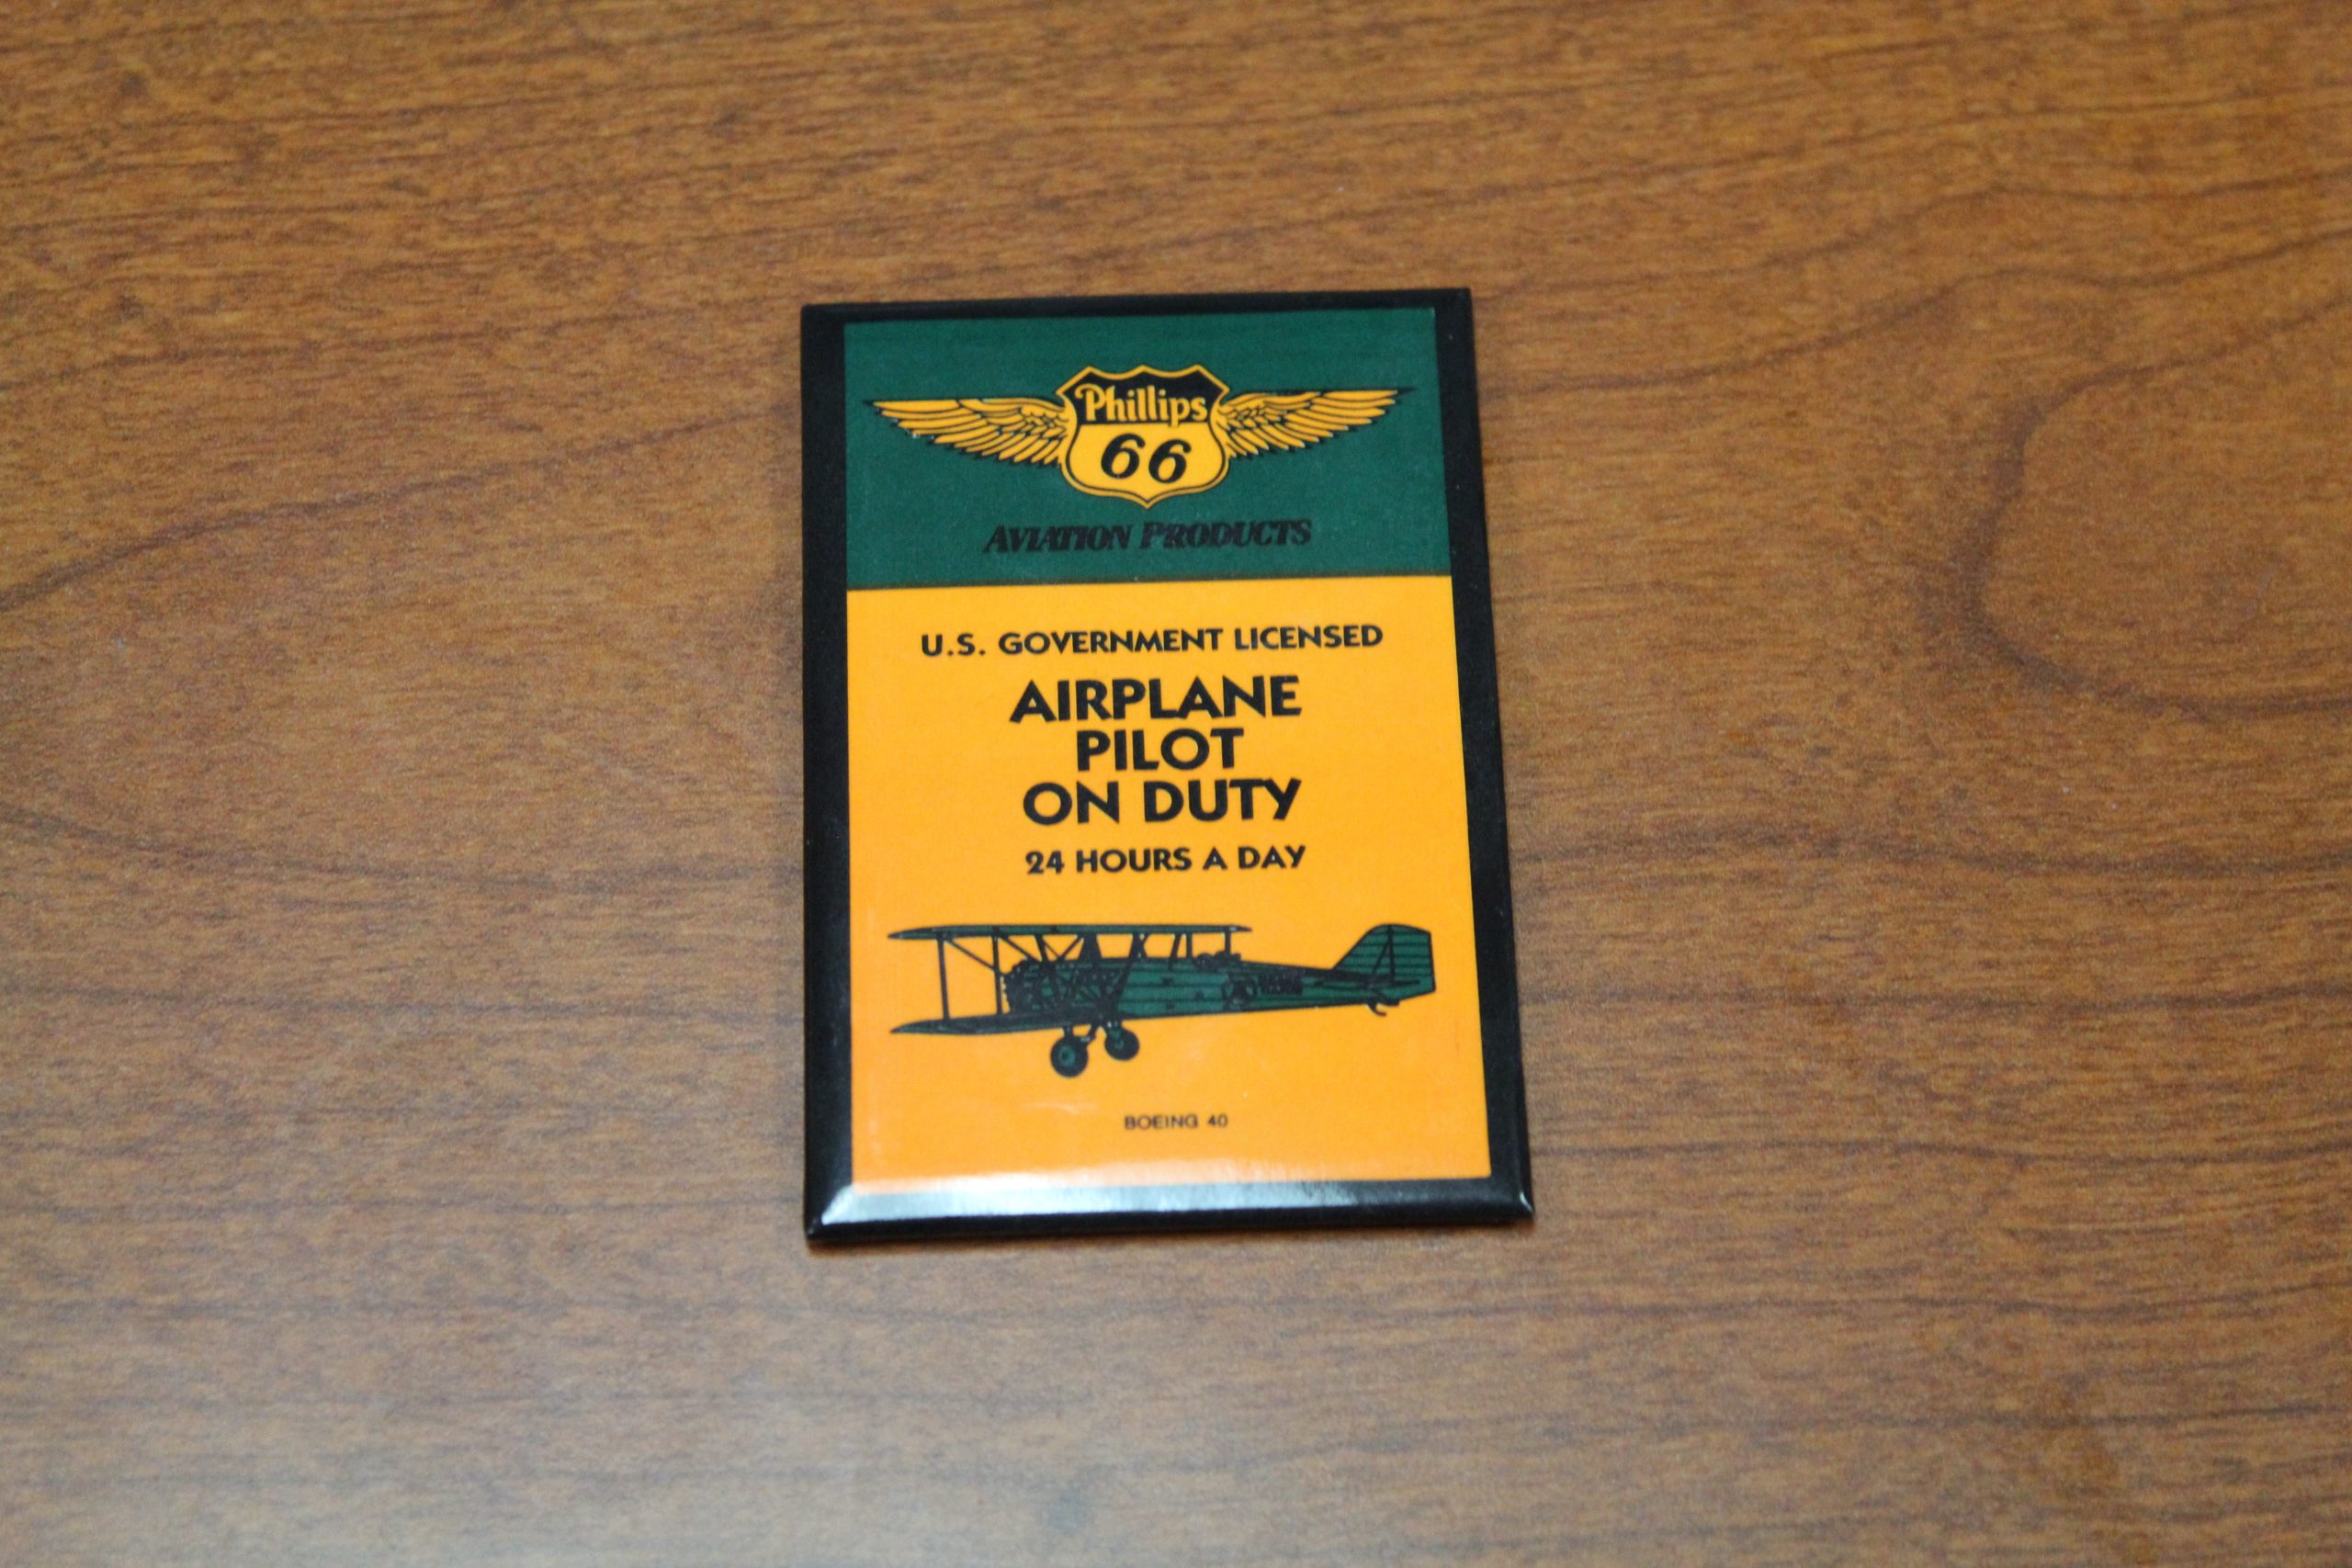 Phillips
66
AVIATION PRODUCTS
U.S. GOVERNMENT LICENSED
AIRPLANE
PILOT
ON DUTY
24 HOURS A DAY
BOEING 40